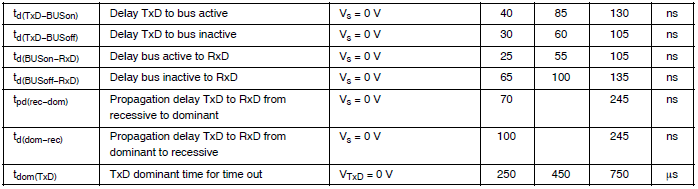 td(TxD−BUSon) Delay TxD to bus active Vs = 0 V 40 85 130 ns
td(TxD−BUSoff) Delay TxD to bus inactive Vs = 0 V 30 60 105 ns
td(BUSon−RxD) Delay bus active to RxD Vs = 0 V 25 55 105 ns
td(BUSoff−RxD) Delay bus inactive to RxD Vs = 0 V 65 100 135 ns
tpd(rec−dom) Propagation delay TxD to RxD from Vs = 0 V 70 245 ns
recessive to dominant
td(dom−rec) Propagation delay TxD to RxD from Vs = 0 V 100 245 ns
dominant to recessive
tdom(TxD) TxD dominant time for time out VTxD = 0 V 250 450 750 μs